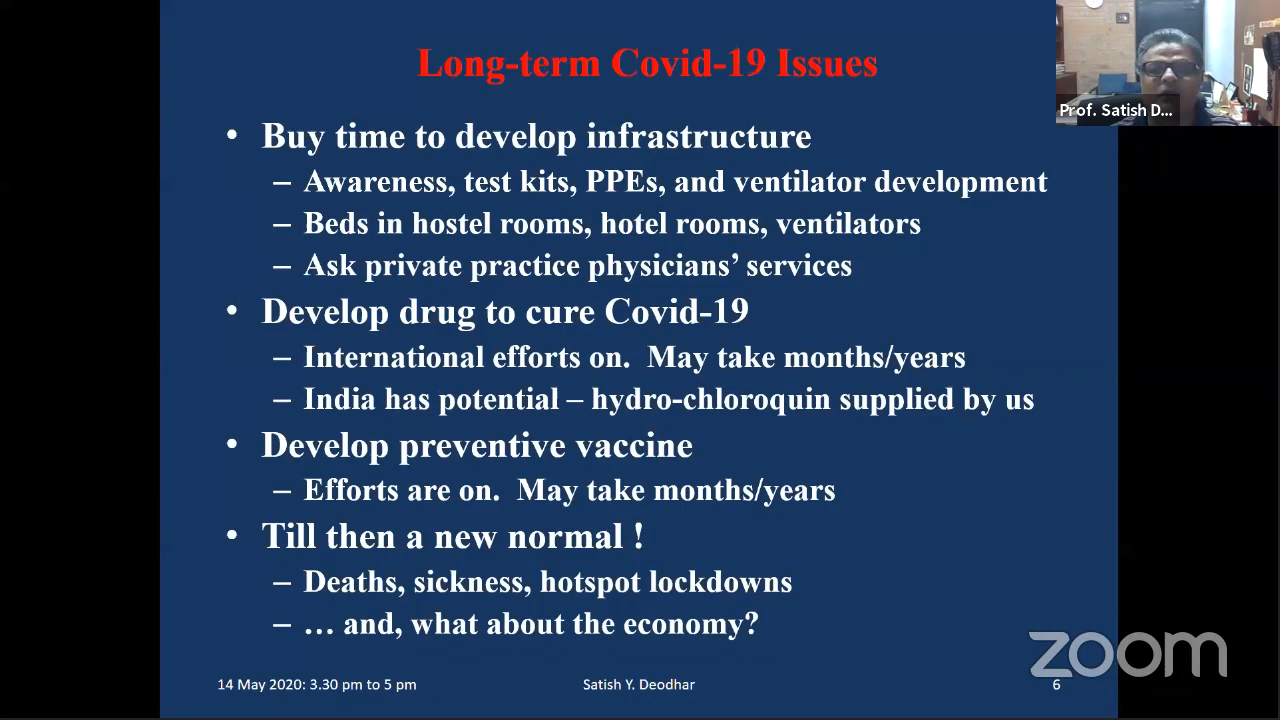 Long-term Covid-19 Issues
Prof. Satish D...
• Buy time to develop infrastructure
– Awareness, test kits, PPEs, and ventilator development
– Beds in hostel rooms, hotel rooms, ventilators
– Ask private practice physicians’ services
• Develop drug to cure Covid-19
– International efforts on. May take months/years
– India has potential – hydro-chloroquin supplied by us
• Develop preventive vaccine
– Efforts are on. May take months/years
• Till then a new normal !
– Deaths, sickness, hotspot lockdowns
– … and, what about the economy?
zoom
14 May 2020: 3.30 pm to 5 pm
Satish Y. Deodhar
6